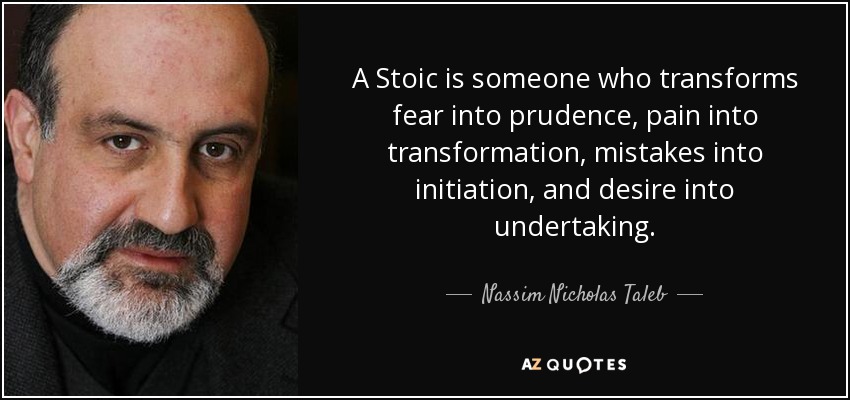 A Stoic is someone who transforms
fear into prudence, pain into
transformation, mistakes into
initiation, and desire into
undertaking.
Nassim Nicholas Taleb
AZ QUOTES